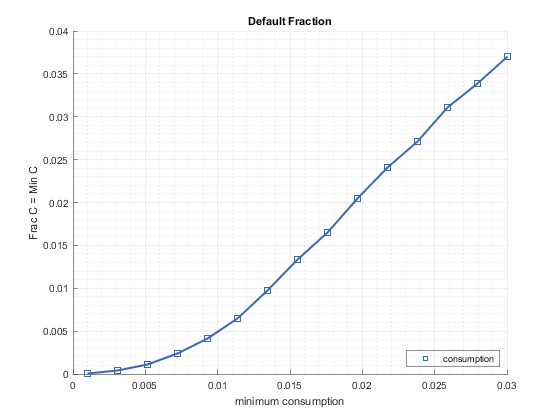 Default Fraction
0.04
0.035
0.03
0.025
0.02
0.015
0.01
0.005
0
Frac C = Min C
0 0.005 0.01 0.015 0.02 0.025 0.03
minimum consumption
consumption